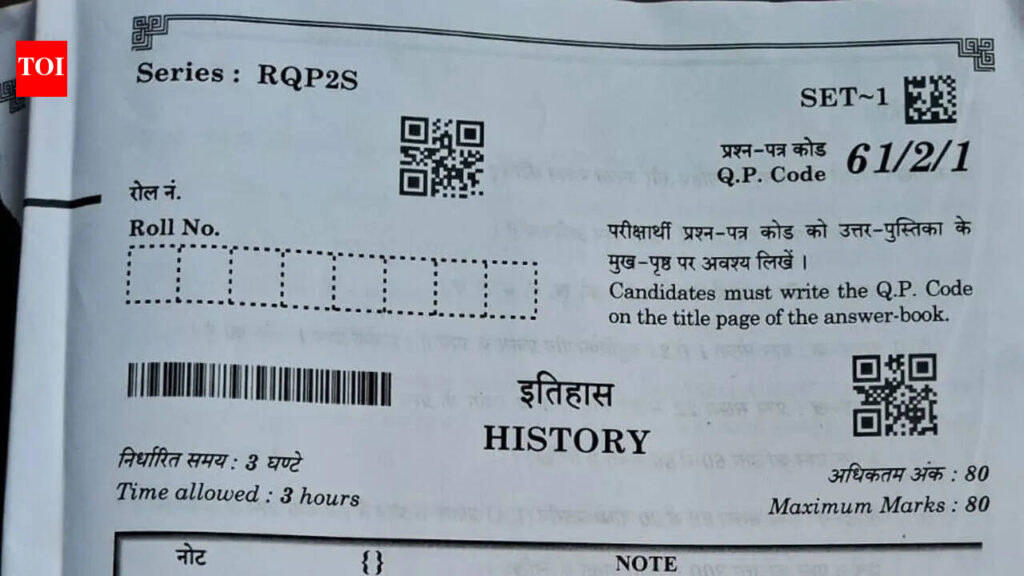 TOI
Series : RQP2S
SET~1
प्रश्न-पत्र कोड
Q.P. Code 61/2/1
रोल नं.
Roll No.
परीक्षार्थी प्रश्न-पत्र कोड को उत्तर-पुस्तिका के
मुख-पृष्ठ पर अवश्य लिखें ।
Candidates must write the Q.P. Code
on the title page of the answer-book.
इतिहास
HISTORY
निर्धारित समय : 3 घण्टे
Time allowed : 3 hours
अधिकतम अंक : 80
Maximum Marks : 80
नोट {} NOTE